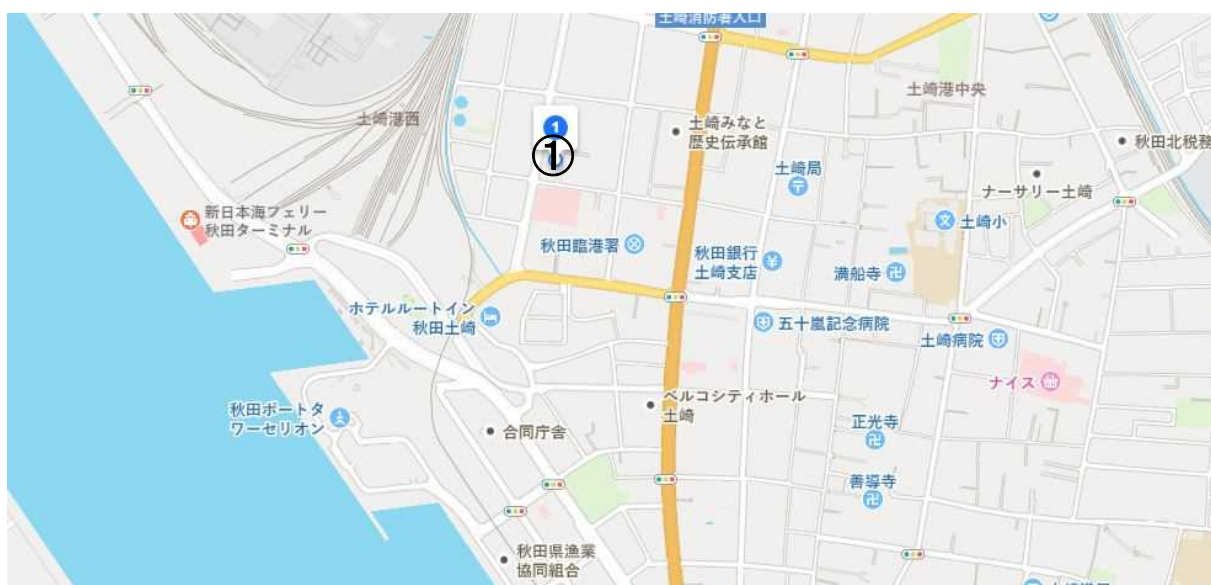 土崎消防署入口
土崎港中央
土崎港西
1
①
土崎みなと
歴史伝承館
秋田北税務
土崎局
ナーサリー土崎
新日本海フェリー
秋田ターミナル
土崎小
秋田臨港署
秋田銀行
土崎支店
満船寺
ホテルルートイン
秋田土崎
五十嵐記念病院
土崎病院
ナイス
秋田ポートタ
ワーセリオン
ベルコシティホール
土崎
合同庁舎
正光寺
善導寺
秋田県漁業
協同組合